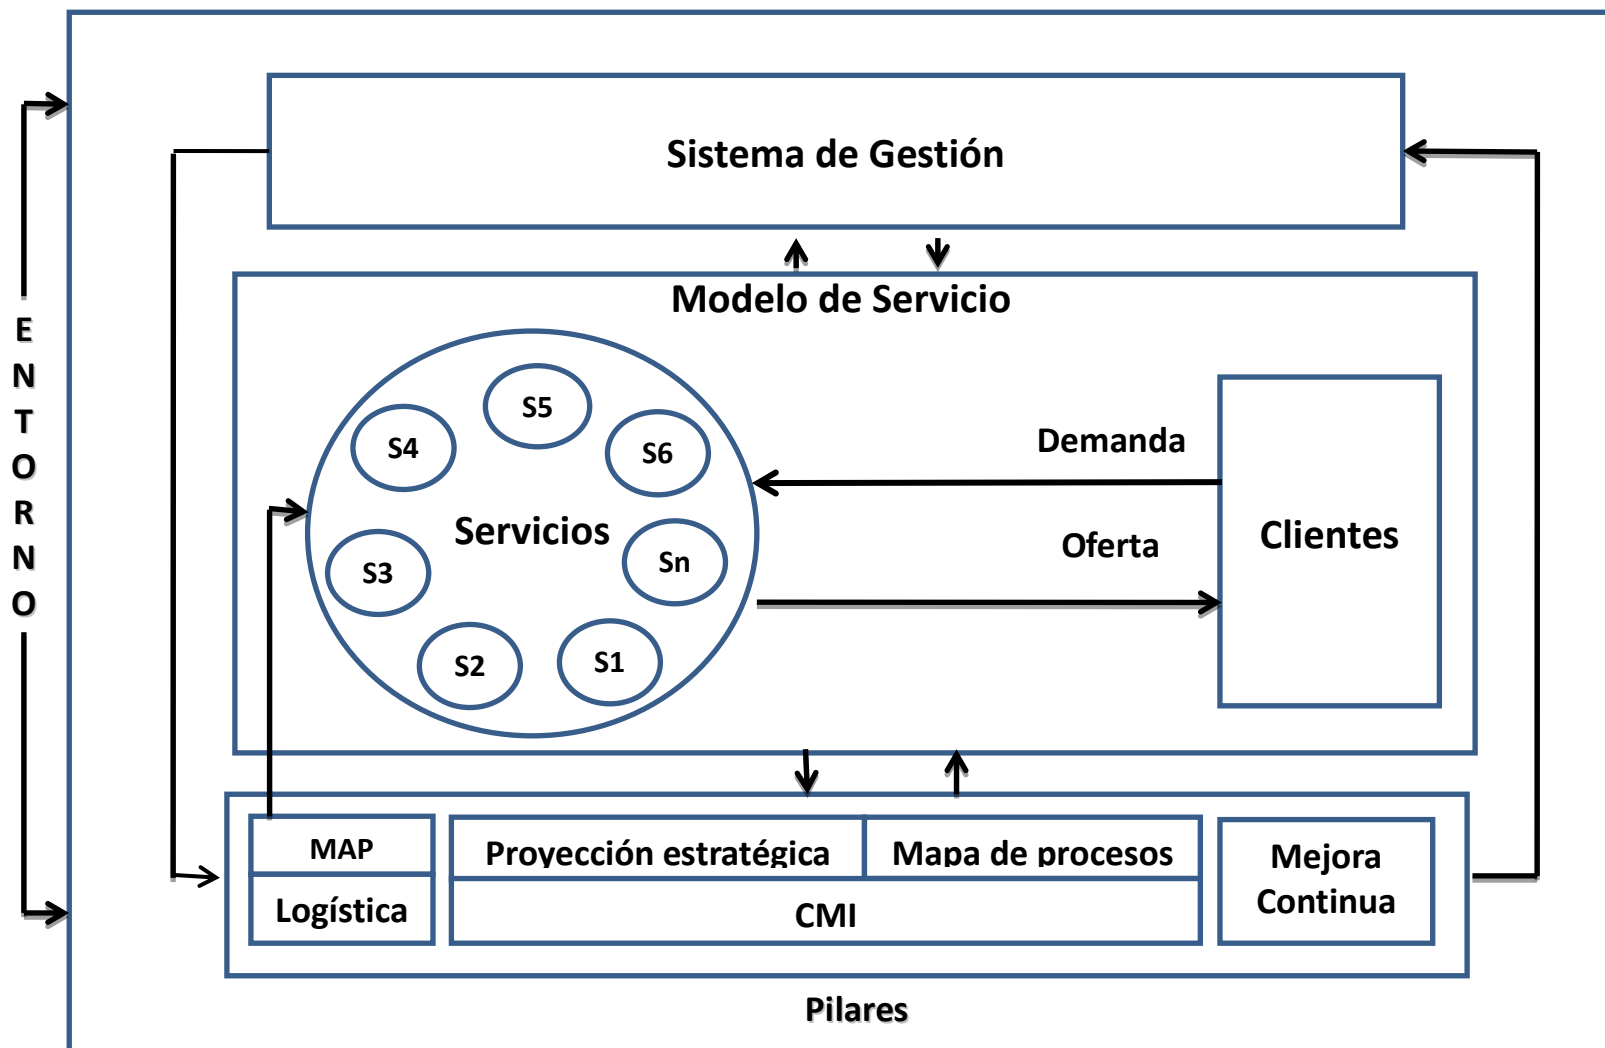 Sistema de Gestión
Modelo de Servicio
ENTORNO
S5
S4
S6
Demanda
Servicios
Oferta
Clientes
Sn
S3
S2
S1
MAP
Logística
Proyección estratégica
Mapa de procesos
CMI
Mejora
Continua
Pilares